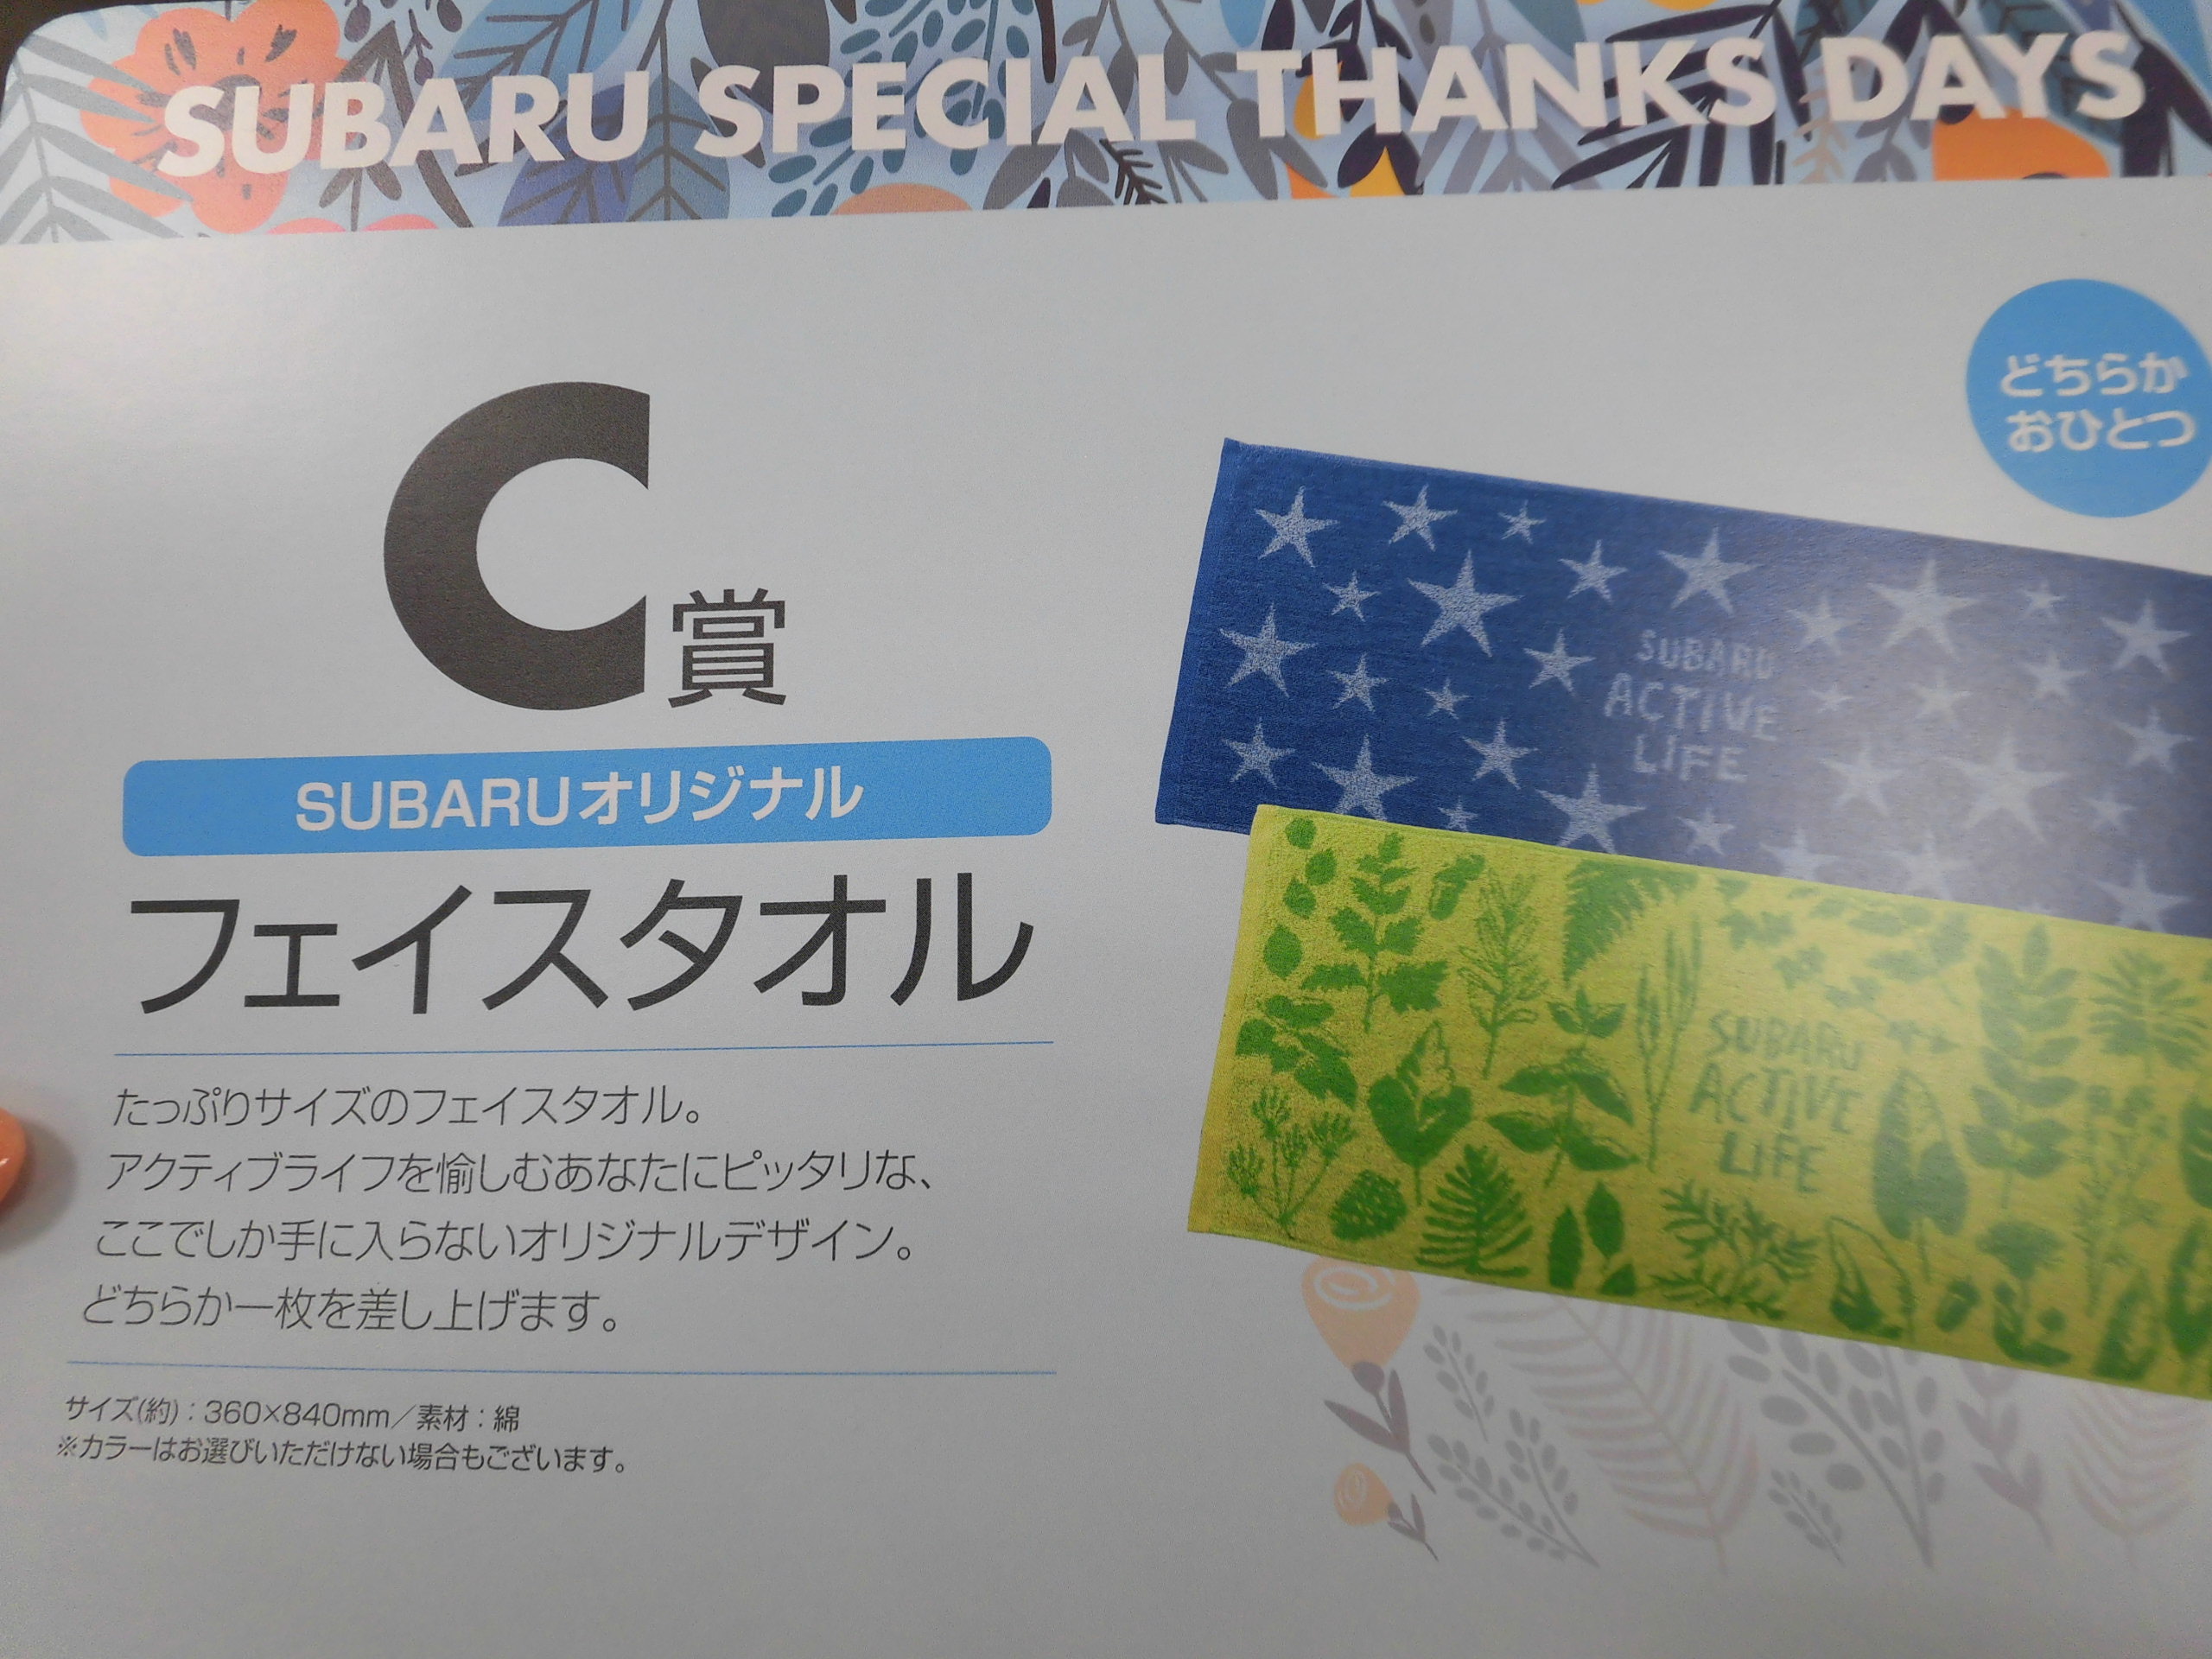 SUBARU SPECIAL THANKS DAYS
どちらか
おひとつ
C賞
SUBARUオリジナル
フェイスタオル
たっぷりサイズのフェイスタオル。
アクティブライフを愉しむあなたにピッタリな、
ここでしか手に入らないオリジナルデザイン。
どちらか一枚を差し上げます。
サイズ(約)：360×840mm／素材：綿
※カラーはお選びいただけない場合もございます。
SUBARU
ACTIVE
LIFE
SUBARU
ACTIVE
LIFE